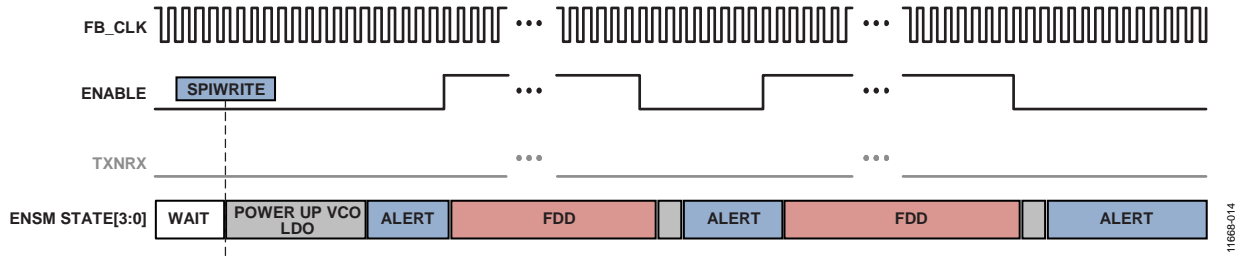 FB_CLK
ENABLE
SPIWRITE
TXNRX
ENSM STATE[3:0]
WAIT
POWER UP VCO
LDO
ALERT
FDD
ALERT
FDD
ALERT
11668-014